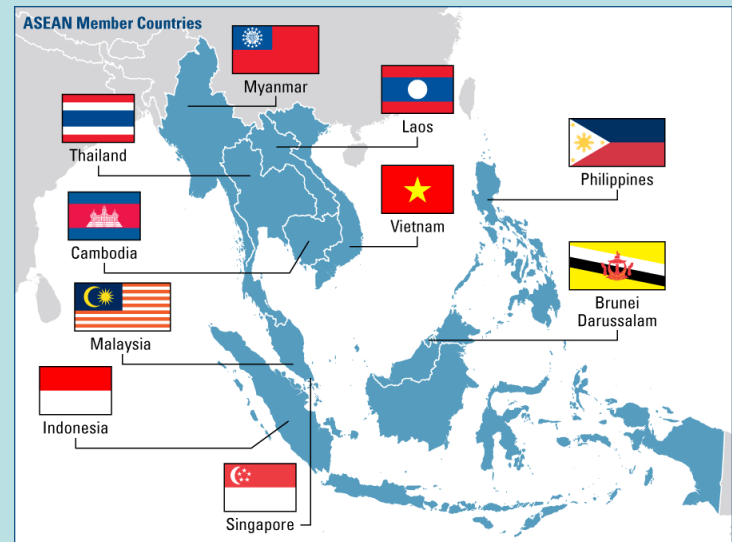 ASEAN Member Countries
Myanmar
Laos
Thailand
Philippines
Vietnam
Cambodia
Brunei
Darussalam
Malaysia
Indonesia
Singapore